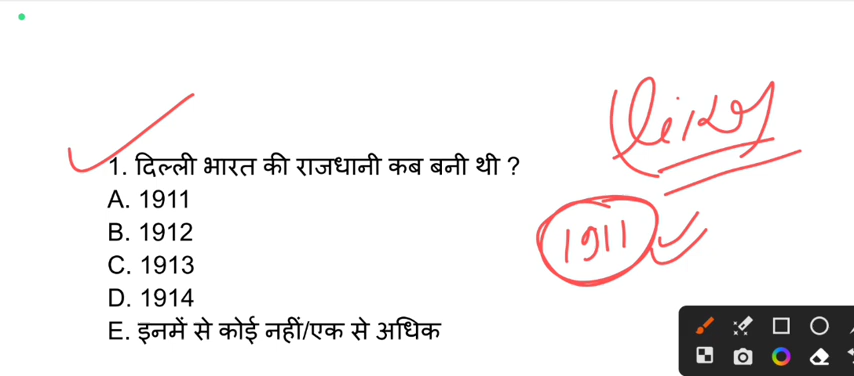 1. दिल्ली भारत की राजधानी कब बनी थी ?
A. 1911
B. 1912
C. 1913
D. 1914
E. इनमें से कोई नहीं/एक से अधिक
1911